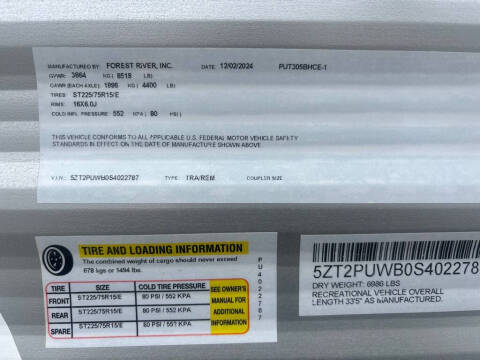 MANUFACTURED BY: FOREST RIVER, INC. DATE: 12/02/2024 PUT305BHCE-1
GVWR: 3864 KG ( 8518 LB)
GAWR (EACH AXLE): 1996 KG ( 4400 LB)
TIRES: ST225/75R15/E
RIMS: 16X6.0J
COLD INFL. PRESSURE: 552 KPA ( 80 PSI)
THIS VEHICLE CONFORMS TO ALL APPLICABLE U.S. FEDERAL MOTOR VEHICLE SAFETY
STANDARDS IN EFFECT ON THE DATE OF MANUFACTURE SHOWN ABOVE.
V.I.N.: 5ZT2PUWB0S4022787 TYPE: TRA/REM COUPLER SIZE
TIRE AND LOADING INFORMATION
The combined weight of cargo should never exceed
678 kgs or 1494 lbs.
TIRE SIZE COLD TIRE PRESSURE
FRONT ST225/75R15/E 80 PSI / 552 KPA
REAR ST225/75R15/E 80 PSI / 552 KPA
SPARE ST225/75R15/E 80 PSI / 551 KPA
SEE OWNER'S
MANUAL FOR
ADDITIONAL
INFORMATION
PU4022787
5ZT2PUWB0S402278
DRY WEIGHT: 6986 LBS
RECREATIONAL VEHICLE OVERALL
LENGTH 33'5" AS MANUFACTURED.